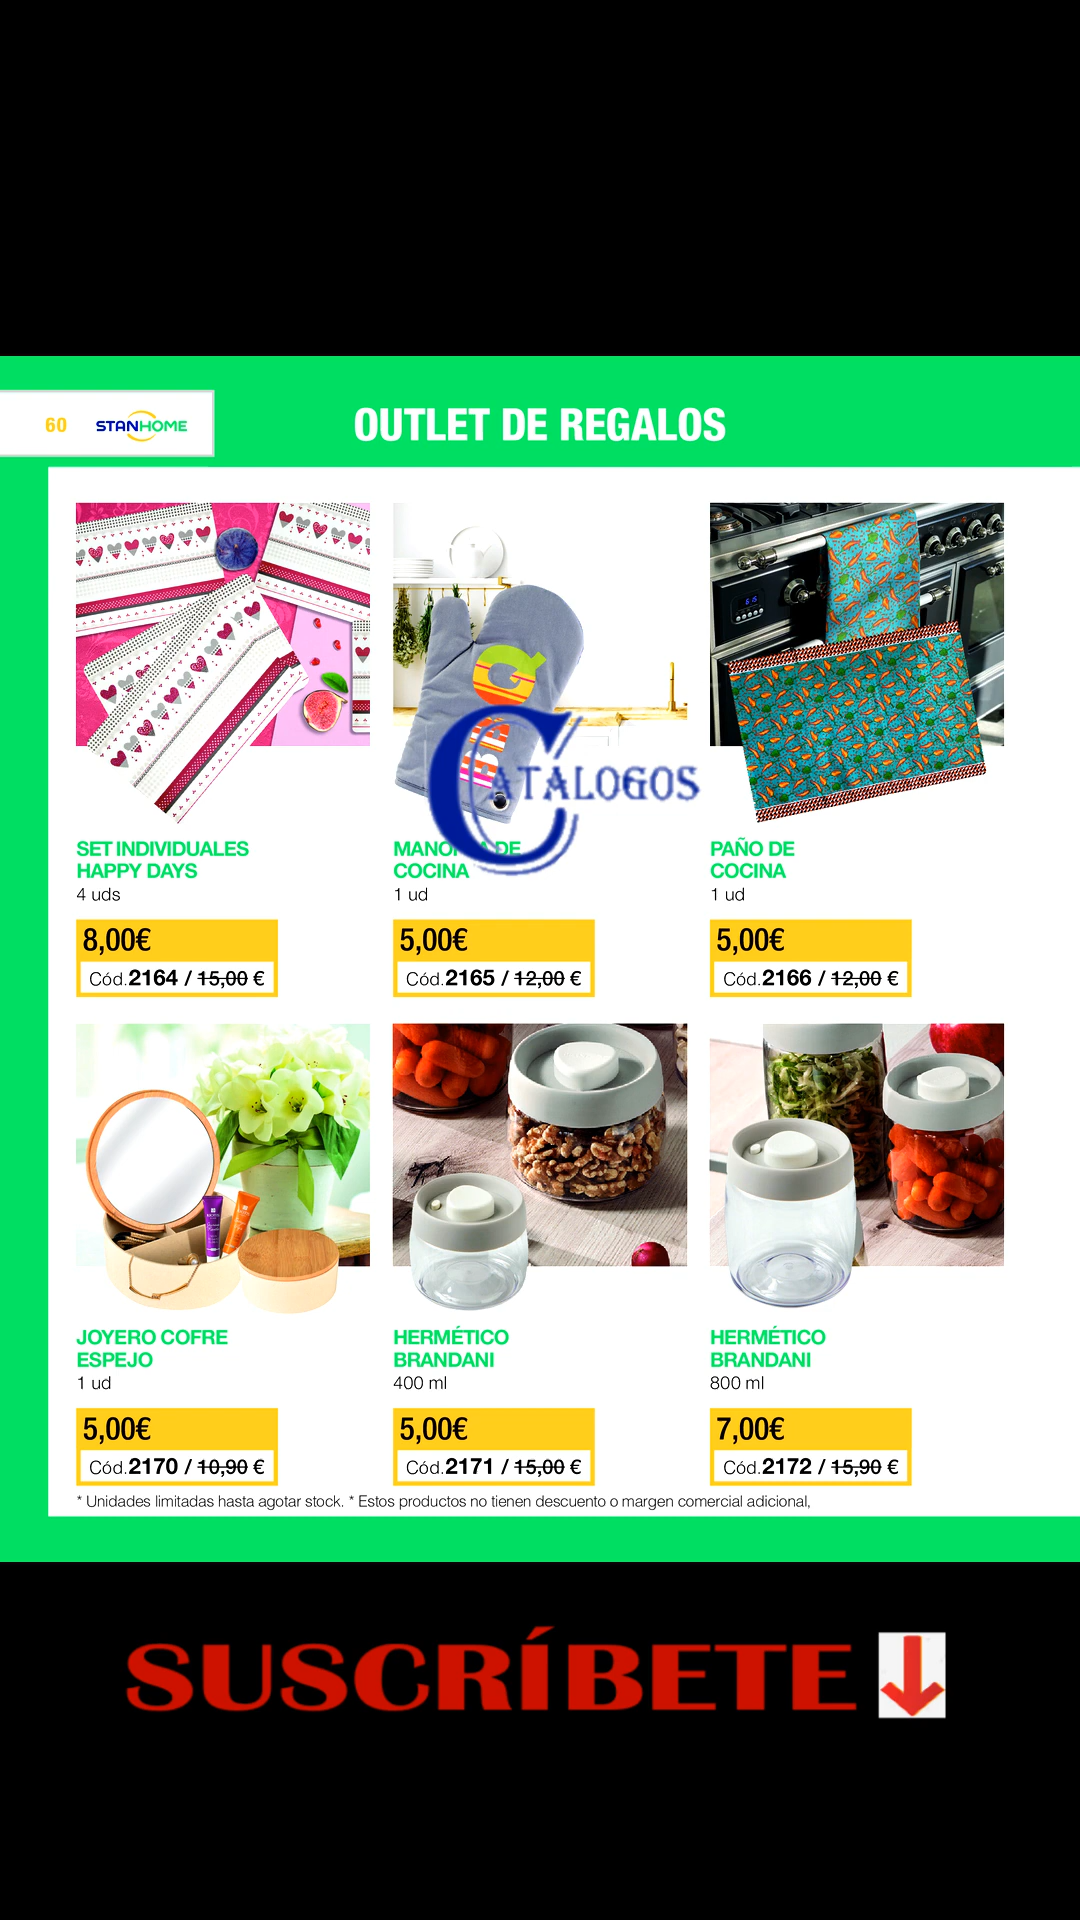 60 STANHOME
OUTLET DE REGALOS
BBQ
CATALOGOS
SET INDIVIDUALES
HAPPY DAYS
4 uds
8,00€
Cód.2164 / 15,00 €
DE
COCINA
1 ud
5,00€
Cód.2165 / 12,00 €
PAÑO DE
COCINA
1 ud
5,00€
Cód.2166 / 12,00 €
JOYERO COFRE
ESPEJO
1 ud
5,00€
Cód.2170 / 10,90 €
HERMÉTICO
BRANDANI
400 ml
5,00€
Cód.2171 / 15,00 €
HERMÉTICO
BRANDANI
800 ml
7,00€
Cód.2172 / 15,90 €
* Unidades limitadas hasta agotar stock. * Estos productos no tienen descuento o margen comercial adicional,
SUSCRÍBETE